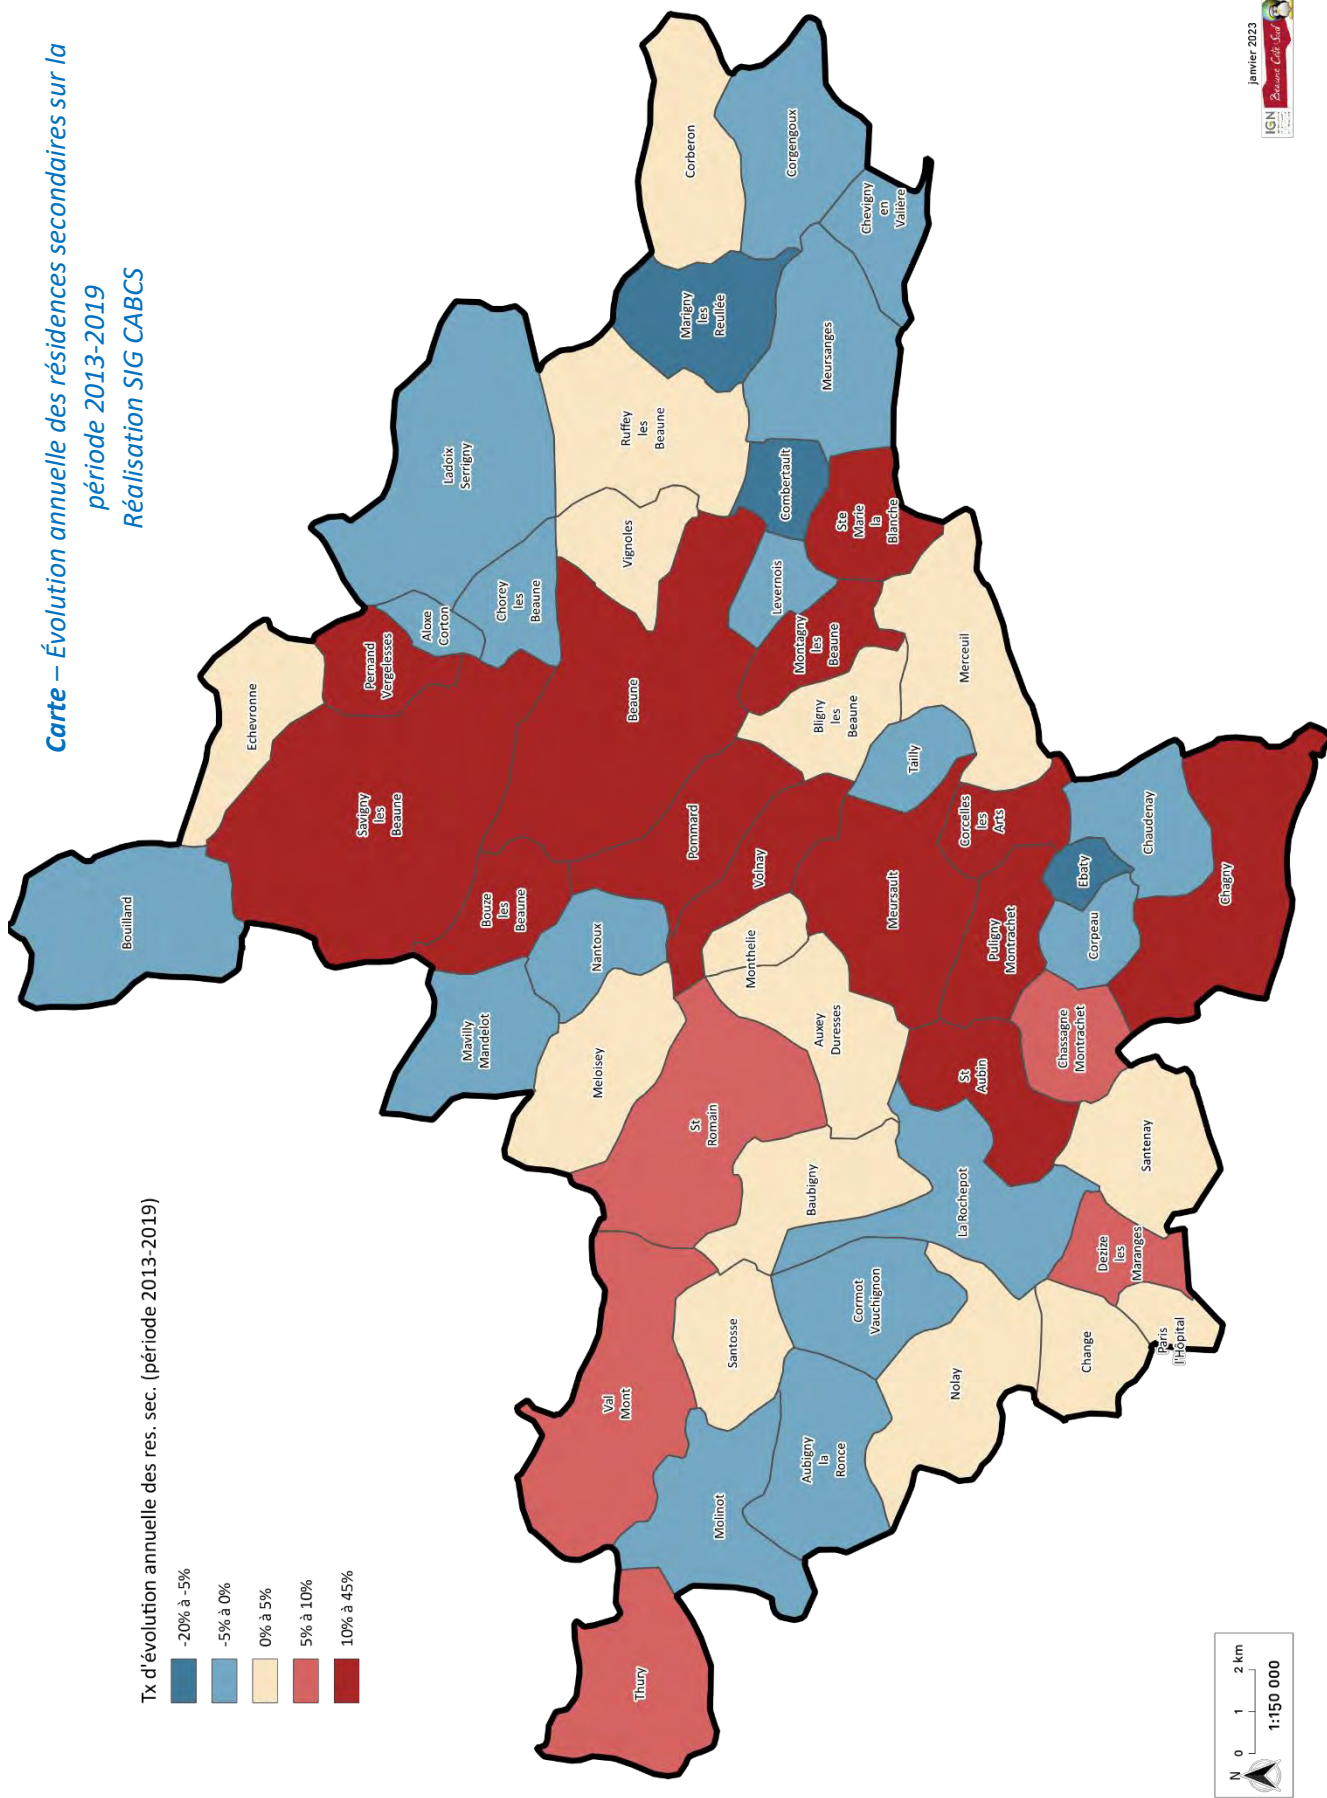 Carte – Évolution annuelle des résidences secondaires sur la
période 2013-2019
Réalisation SIG CABCS
Tx d'évolution annuelle des res. sec. (période 2013-2019)
-20% à -5%
-5% à 0%
0% à 5%
5% à 10%
10% à 45%
Bouilland
Echevronne
Savigny
les
Beaune
Pernand
Vergelesses
Aloxe
Corton
Ladoix
Serrigny
Chorey
les
Beaune
Mavilly
Mandelot
Bouze
les
Beaune
Nantoux
Beaune
Vignoles
Ruffey
les
Beaune
Marigny
les
Reullée
Corberon
Corgengoux
Chevigny
en
Valière
Meursanges
Combertault
Levernois
Ste
Marie
la
Blanche
Montagny
les
Beaune
Bligny
les
Beaune
Merceuil
Tailly
Pommard
Volnay
Meloisey
Monthelie
Auxey
Duresses
Meursault
St
Romain
Val
Mont
Thury
Molinot
Santosse
Baubigny
Aubigny
la
Ronce
Cormot
Vauchignon
La Rochepot
Nolay
St
Aubin
Puligny
Montrachet
Corcelles
les
Arts
Ebaty
Chaudenay
Corpeau
Chassagne
Montrachet
Chagny
Santenay
Dezize
les
Maranges
Change
Paris
l'Hôpital
N
0 1 2 km
1:150 000
janvier 2023
IGN
Beaune Côte Sud